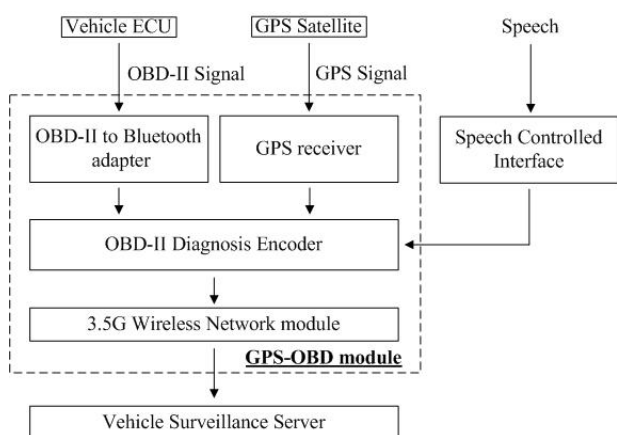 Vehicle ECU
GPS Satellite
Speech
OBD-II Signal
GPS Signal
OBD-II to Bluetooth
adapter
GPS receiver
Speech Controlled
Interface
OBD-II Diagnosis Encoder
3.5G Wireless Network module
GPS-OBD module
Vehicle Surveillance Server